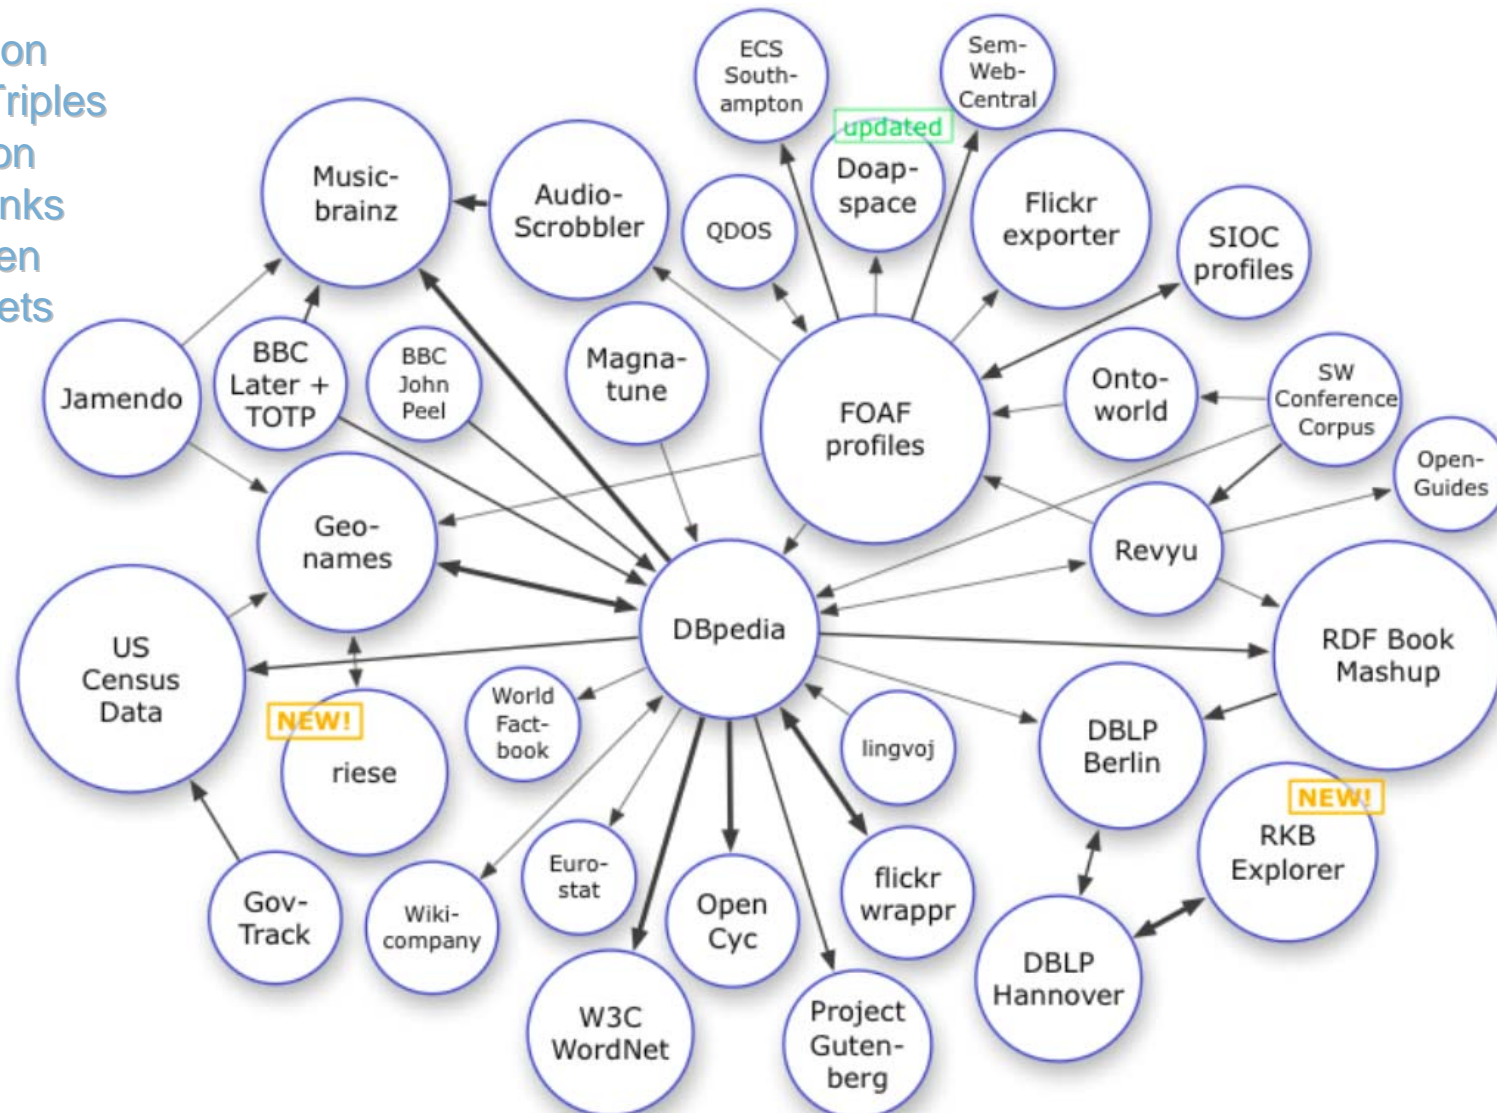 on
Triples
on
nks
en
ets
ECS
South-
ampton
Sem-
Web-
Central
updated
Doap-
space
Music-
brainz
Audio-
Scrobbler
QDOS
Flickr
exporter
SIOC
profiles
Jamendo
BBC
Later +
TOTP
BBC
John
Peel
Magna-
tune
FOAF
profiles
Onto-
world
SW
Conference
Corpus
Open-
Guides
Geo-
names
Revyu
DBpedia
US
Census
Data
RDF Book
Mashup
NEW!
riese
World
Fact-
book
lingvoj
DBLP
Berlin
NEW!
RKB
Explorer
Gov-
Track
Wiki-
company
Euro-
stat
Open
Cyc
flickr
wrappr
DBLP
Hannover
W3C
WordNet
Project
Guten-
berg